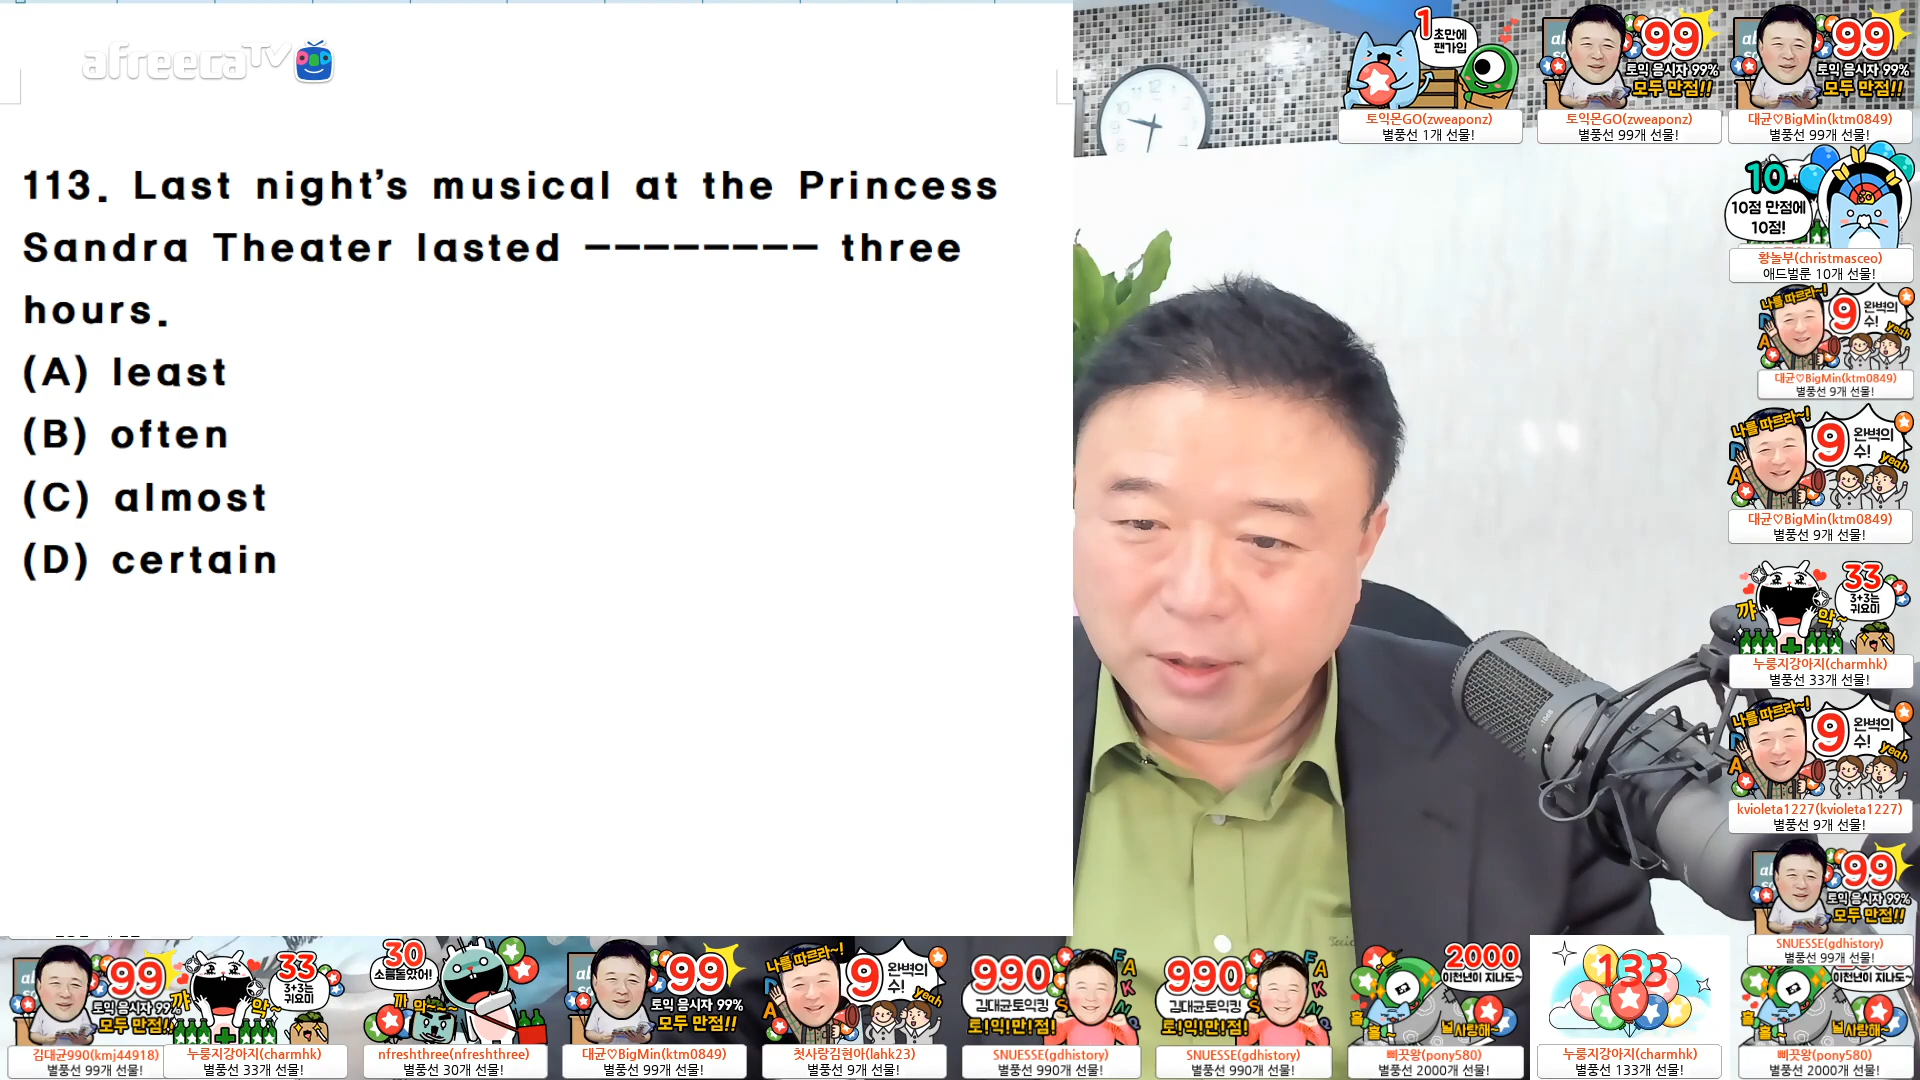 afreecaTV
113. Last night's musical at the Princess
Sandra Theater lasted -------- three
hours.
(A) least
(B) often
(C) almost
(D) certain
1
초만에
팬가입
토익몬GO(zweaponz)
별풍선 1개 선물!
99
토익 응시자 99%
모두 만점!!
토익몬GO(zweaponz)
별풍선 99개 선물!
99
토익 응시자 99%
모두 만점!!
대균♡BigMin(ktm0849)
별풍선 99개 선물!
10
10점 만점에
10점!
황놀부(christmasceo)
애드벌룬 10개 선물!
나를 따르라~!
9
완벽의
수!
yeah
대균♡BigMin(ktm0849)
별풍선 9개 선물!
나를 따르라~!
9
완벽의
수!
yeah
대균♡BigMin(ktm0849)
별풍선 9개 선물!
33
3+3는
귀요미
꺄
악~
누룽지강아지(charmhk)
별풍선 33개 선물!
나를 따르라~!
9
완벽의
수!
yeah
kvioleta1227(kvioleta1227)
별풍선 9개 선물!
99
토익 응시자 99%
모두 만점!!
SNUESSE(gdhistory)
별풍선 99개 선물!
99
토익 응시자 99%
모두 만점!!
김대균990(kmj44918)
별풍선 99개 선물!
33
3+3는
귀요미
꺄
악~
누룽지강아지(charmhk)
별풍선 33개 선물!
30
소름돋았어!
까 악~
nfreshthree(nfreshthree)
별풍선 30개 선물!
99
토익 응시자 99%
모두 만점!!
대균♡BigMin(ktm0849)
별풍선 99개 선물!
나를 따르라~!
9
완벽의
수!
yeah
첫사랑김현아(lahk23)
별풍선 9개 선물!
990
김대균토익킹
토!익!만!점!
SNUESSE(gdhistory)
별풍선 990개 선물!
990
김대균토익킹
토!익!만!점!
SNUESSE(gdhistory)
별풍선 990개 선물!
2000
이천년이 지나도~
널 사랑해~
삐끗왕(pony580)
별풍선 2000개 선물!
133
누룽지강아지(charmhk)
별풍선 133개 선물!
이천년이 지나도~
널 사랑해~
삐끗왕(pony580)
별풍선 2000개 선물!